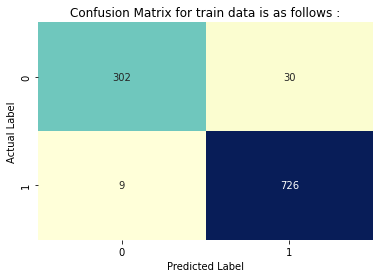 Confusion Matrix for train data is as follows :
0
302
30
Actual Label
1
9
726
0
1
Predicted Label